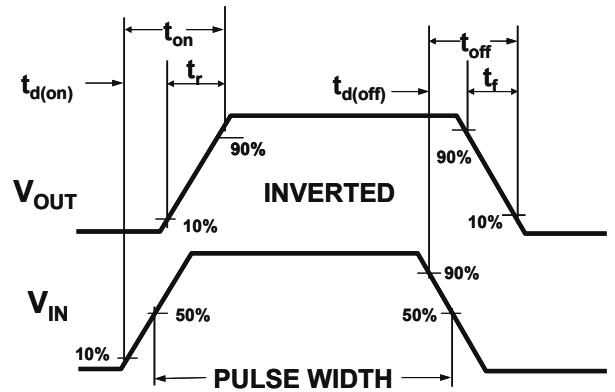 t_on
t_off
t_d(on)
t_r
t_d(off)
t_f
90%
90%
V_OUT
INVERTED
10%
10%
90%
V_IN
50%
50%
10%
PULSE WIDTH